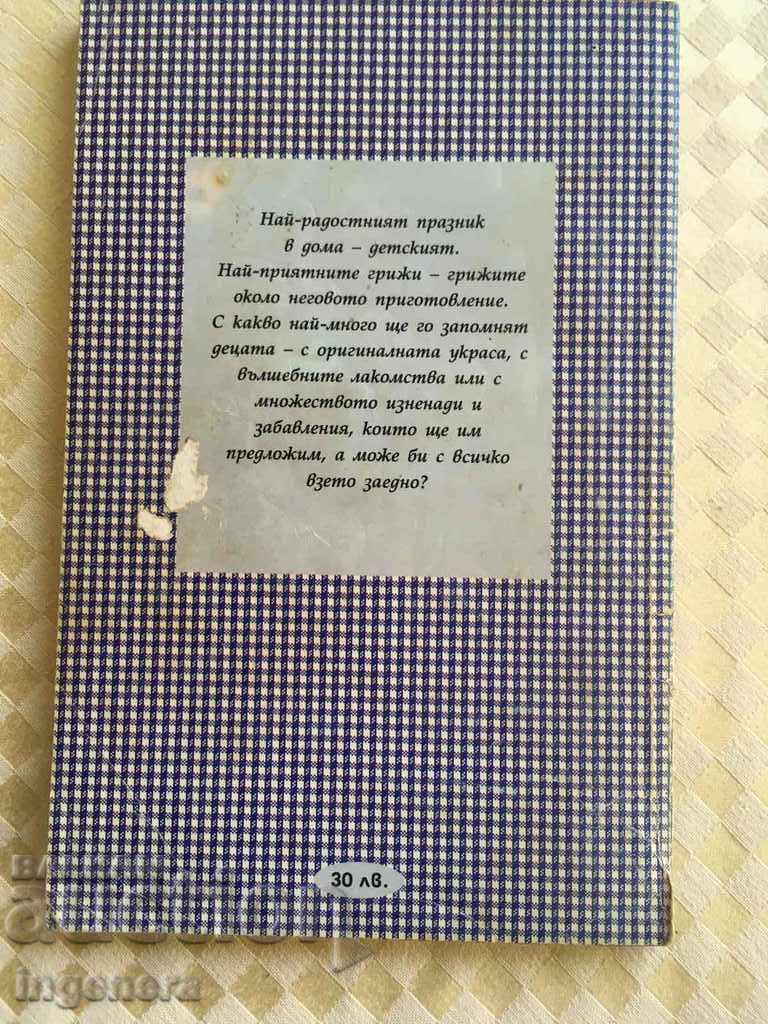 Най-радостният празник
в дома – детският.
Най-приятните грижи – грижите
около неговото приготовление.
С какво най-много ще го запомнят
децата – с оригиналната украса, с
вълшебните лакомства или с
множеството изненади и
забавления, които ще им
предложим, а може би с всичко
взето заедно?
30 лв.
auction
ingenera